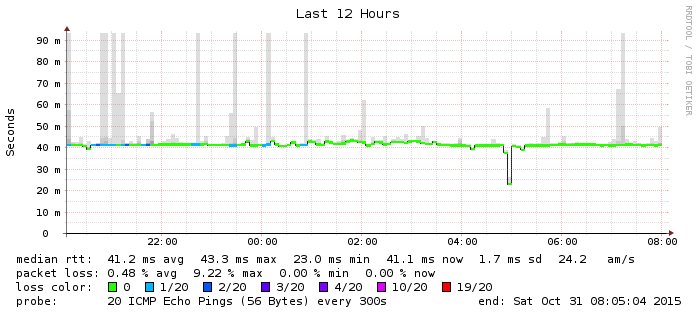 Last 12 Hours
RRDTOOL / TOBI OETIKER
Seconds
90 m
80 m
70 m
60 m
50 m
40 m
30 m
20 m
10 m
0
22:00 00:00 02:00 04:00 06:00 08:00
median rtt: 41.2 ms avg 43.3 ms max 23.0 ms min 41.1 ms now 1.7 ms sd 24.2 am/s
packet loss: 0.48 % avg 9.22 % max 0.00 % min 0.00 % now
loss color: 0 1/20 2/20 3/20 4/20 10/20 19/20
probe: 20 ICMP Echo Pings (56 Bytes) every 300s end: Sat Oct 31 08:05:04 2015